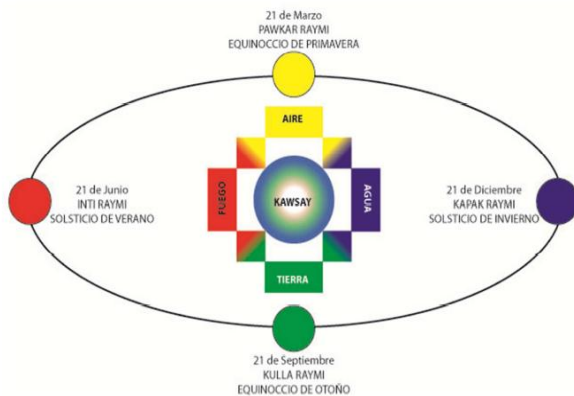 21 de Marzo
PAWKAR RAYMI
EQUINOCCIO DE PRIMAVERA
AIRE
21 de Junio
INTI RAYMI
SOLSTICIO DE VERANO
FUEGO
KAWSAY
AGUA
21 de Diciembre
KAPAK RAYMI
SOLSTICIO DE INVIERNO
TIERRA
21 de Septiembre
KULLA RAYMI
EQUINOCCIO DE OTOÑO